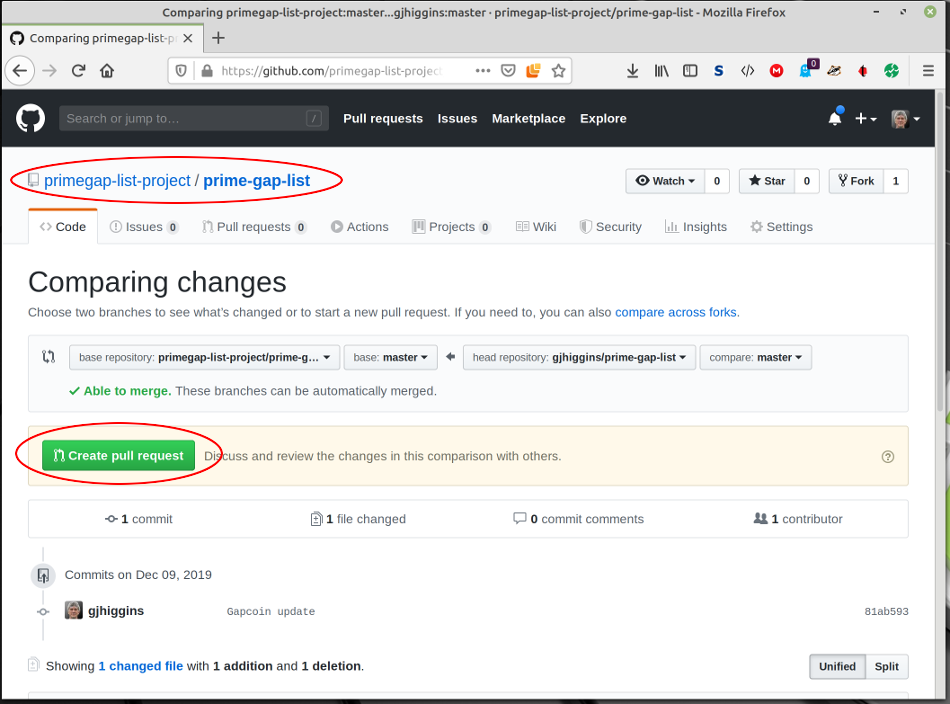 Comparing primegap-list-project:master...gjhiggins:master · primegap-list-project/prime-gap-list - Mozilla Firefox
Comparing primegap-list-p
https://github.com/primegap-list-project
S
M
0
Search or jump to…
/
Pull requests Issues Marketplace Explore
primegap-list-project / prime-gap-list
Watch 0 Star 0 Fork 1
Code Issues 0 Pull requests 0 Actions Projects 0 Wiki Security Insights Settings
Comparing changes
Choose two branches to see what's changed or to start a new pull request. If you need to, you can also compare across forks.
base repository: primegap-list-project/prime-g... base: master head repository: gjhiggins/prime-gap-list compare: master
Able to merge. These branches can be automatically merged.
Create pull request Discuss and review the changes in this comparison with others.
1 commit 1 file changed 0 commit comments 1 contributor
Commits on Dec 09, 2019
gjhiggins Gapcoin update 81ab593
Showing 1 changed file with 1 addition and 1 deletion.
Unified Split